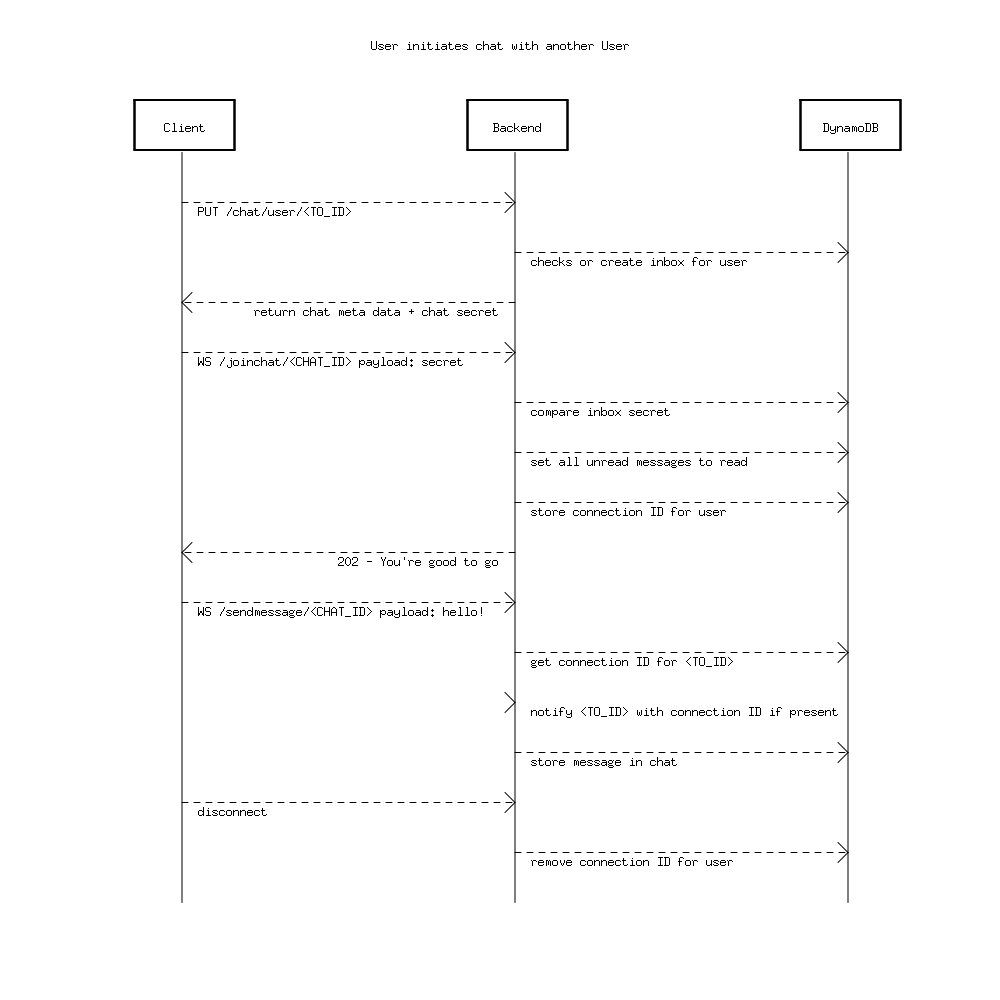 User initiates chat with another User
Client
Backend
DynamoDB
PUT /chat/user/<TO_ID>
checks or create inbox for user
return chat meta data + chat secret
WS /joinchat/<CHAT_ID> payload: secret
compare inbox secret
set all unread messages to read
store connection ID for user
202 - You're good to go
WS /sendmessage/<CHAT_ID> payload: hello!
get connection ID for <TO_ID>
notify <TO_ID> with connection ID if present
store message in chat
disconnect
remove connection ID for user